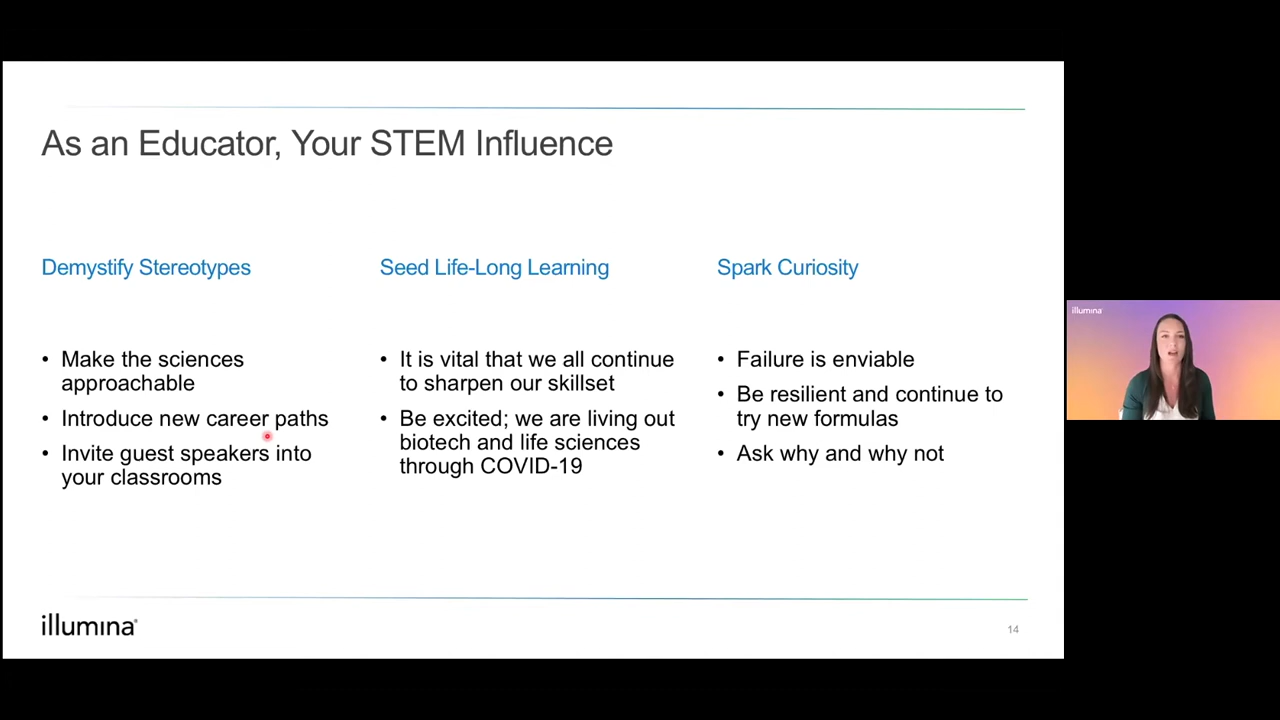 As an Educator, Your STEM Influence
Demystify Stereotypes
• Make the sciences
approachable
• Introduce new career paths
• Invite guest speakers into
your classrooms
Seed Life-Long Learning
• It is vital that we all continue
to sharpen our skillset
• Be excited; we are living out
biotech and life sciences
through COVID-19
Spark Curiosity
• Failure is enviable
• Be resilient and continue to
try new formulas
• Ask why and why not
illumina®
14
illumina®